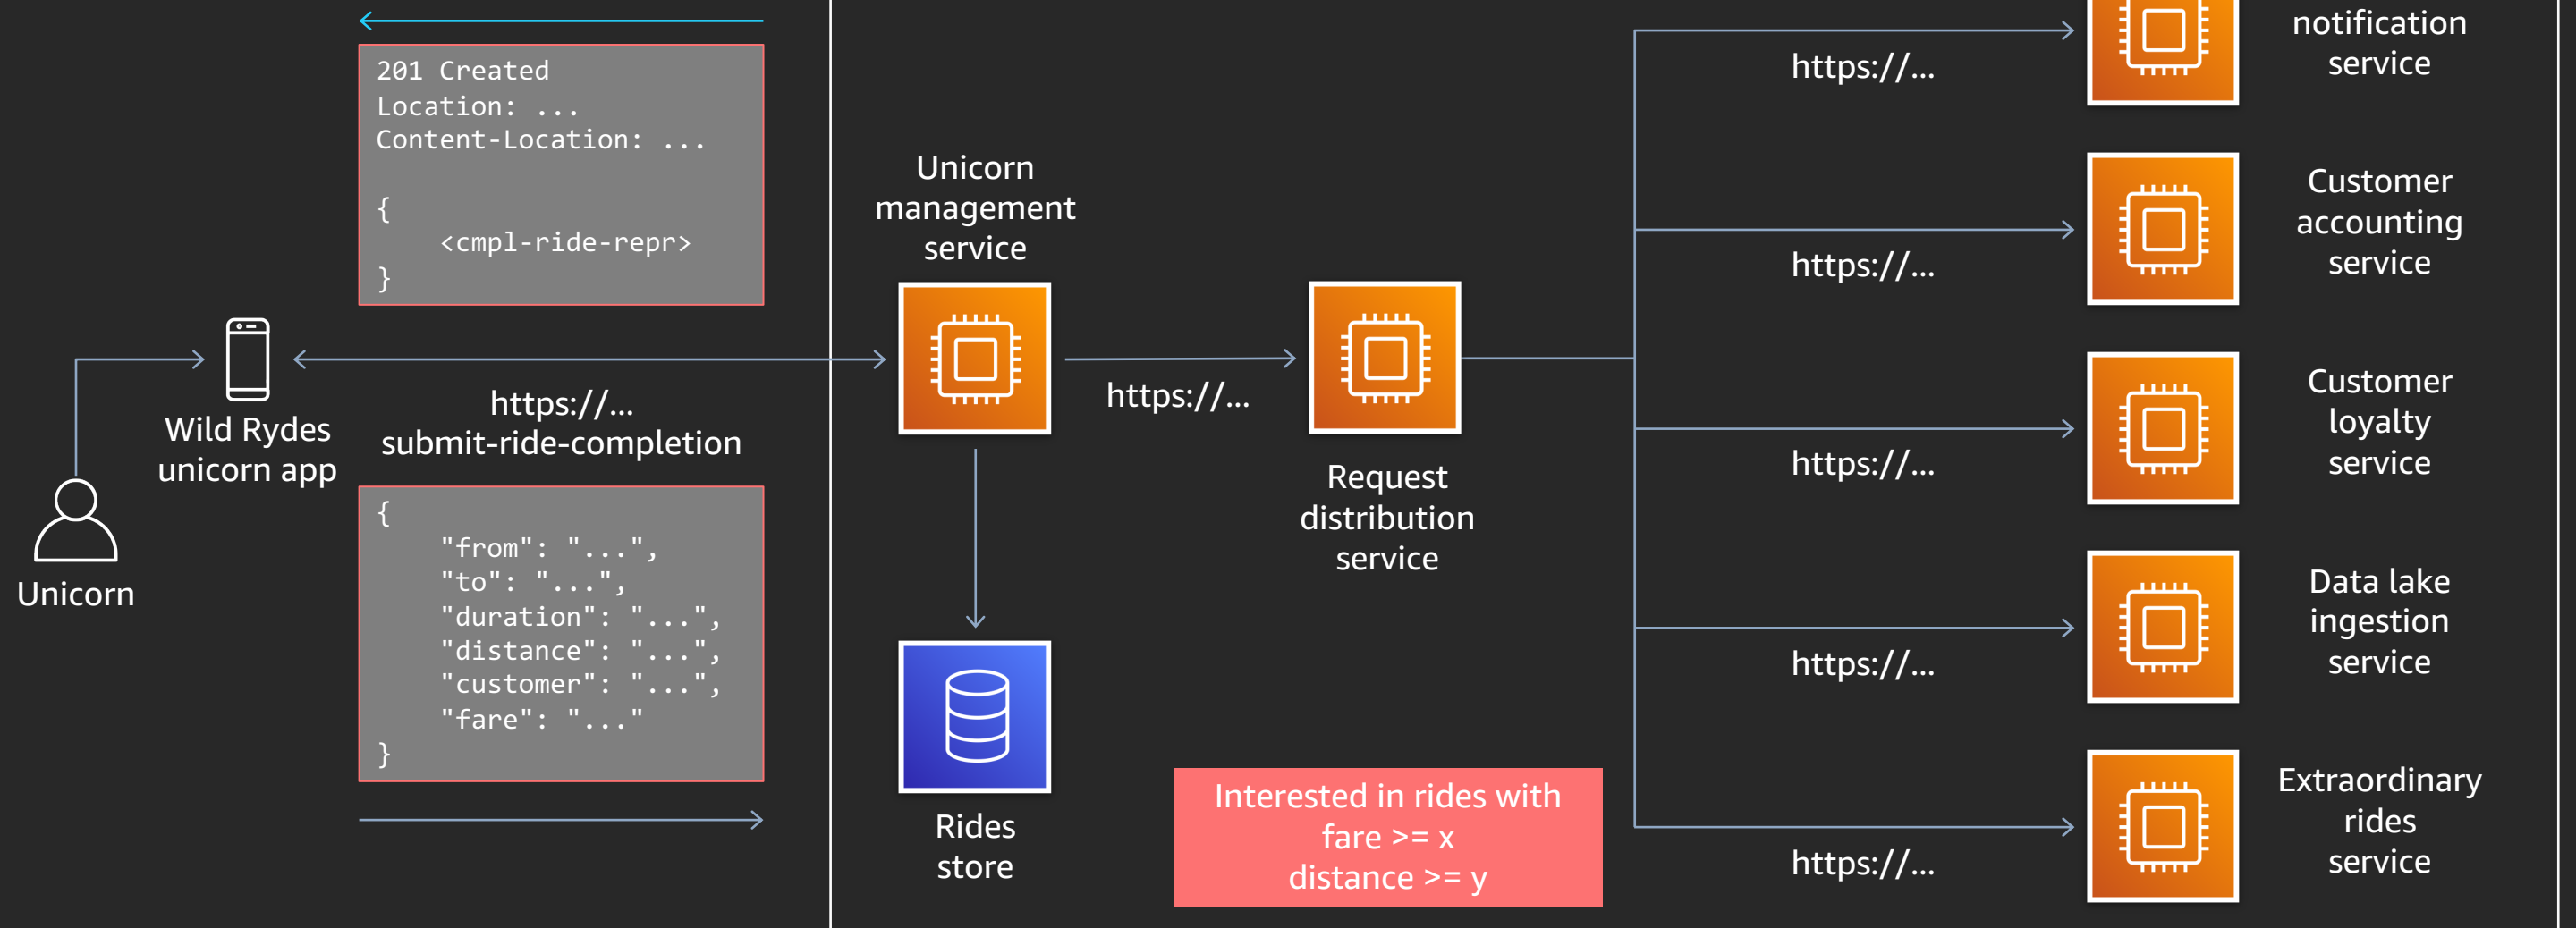 201 Created
Location: ...
Content-Location: ...
{
<cmpl-ride-repr>
}
Wild Rydes
unicorn app
Unicorn
https://...
submit-ride-completion
{
"from": "...",
"to": "...",
"duration": "...",
"distance": "...",
"customer": "...",
"fare": "..."
}
Unicorn
management
service
https://...
Rides
store
Request
distribution
service
Interested in rides with
fare >= x
distance >= y
https://...
notification
service
https://...
Customer
accounting
service
https://...
Customer
loyalty
service
https://...
Data lake
ingestion
service
https://...
Extraordinary
rides
service